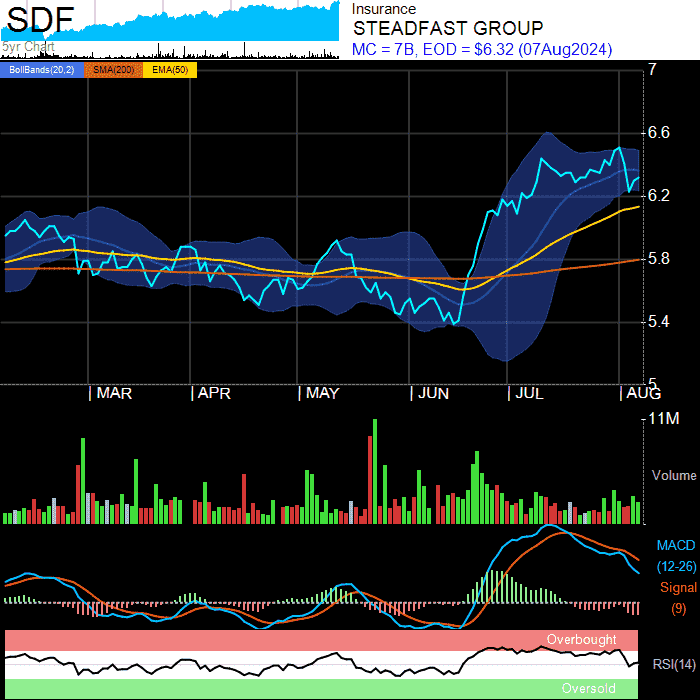 SDF
5yr Chart
Insurance
STEADFAST GROUP
MC = 7B, EOD = $6.32 (07Aug2024)
BollBands(20,2) SMA(200) EMA(50)
7
6.6
6.2
5.8
5.4
5
| MAR | APR | MAY | JUN | JUL | AUG
11M
Volume
MACD
(12-26)
Signal
(9)
Overbought
RSI(14)
Oversold